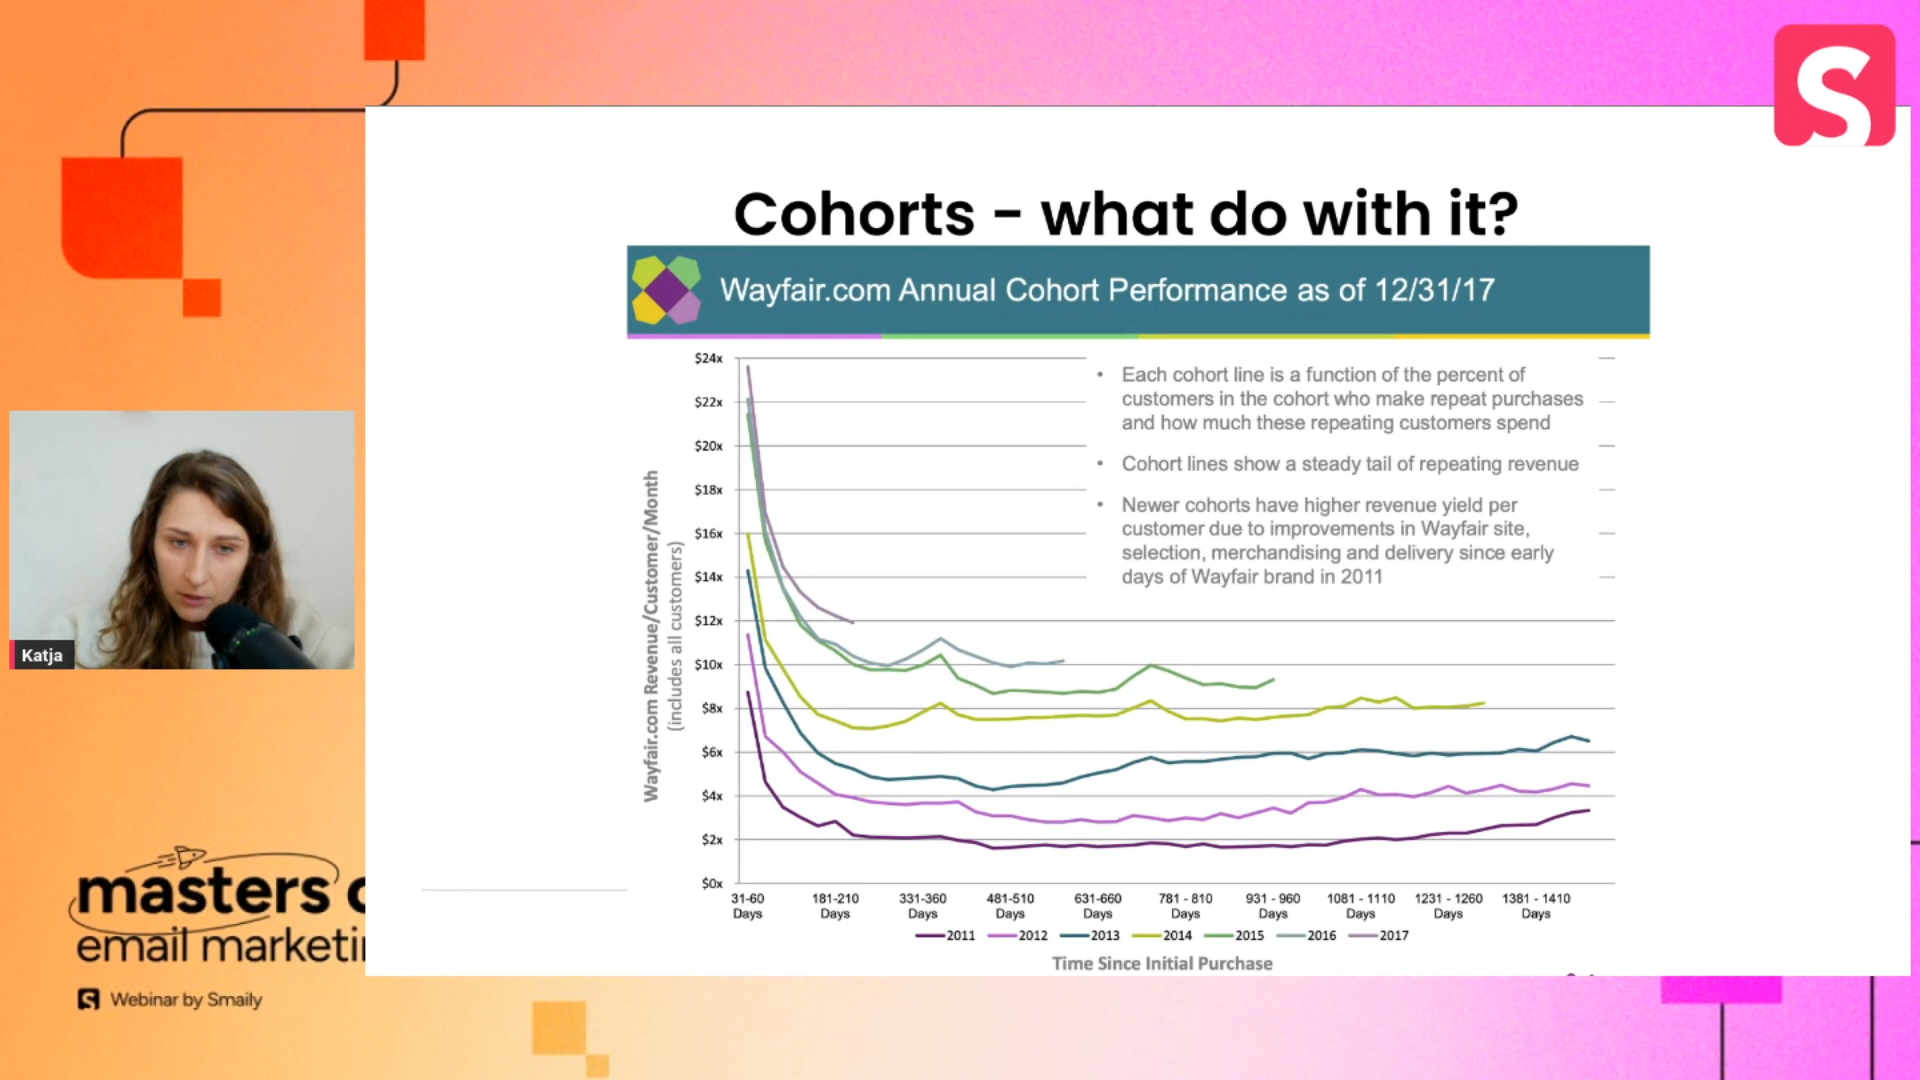 Cohorts - what do with it?
Wayfair.com Annual Cohort Performance as of 12/31/17
Wayfair.com Revenue/Customer/Month
(includes all customers)
$24x
$22x
$20x
$18x
$16x
$14x
$12x
$10x
$8x
$6x
$4x
$2x
$0x
• Each cohort line is a function of the percent of
customers in the cohort who make repeat purchases
and how much these repeating customers spend
• Cohort lines show a steady tail of repeating revenue
• Newer cohorts have higher revenue yield per
customer due to improvements in Wayfair site,
selection, merchandising and delivery since early
days of Wayfair brand in 2011
31-60 Days
181-210 Days
331-360 Days
481-510 Days
631-660 Days
781 - 810 Days
931 - 960 Days
1081 - 1110 Days
1231 - 1260 Days
1381 - 1410 Days
2011 2012 2013 2014 2015 2016 2017
Time Since Initial Purchase
Katja
masters
email marketi
Webinar by Smaily
S